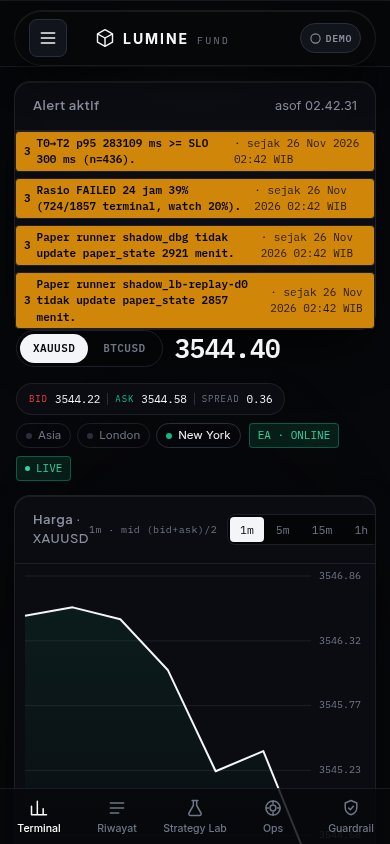 LUMINE FUND
DEMO
Alert aktif
asof 02.42.31
3 T0→T2 p95 283109 ms >= SLO 300 ms (n=436). · sejak 26 Nov 2026 02:42 WIB
3 Rasio FAILED 24 jam 39% (724/1857 terminal, watch 20%). · sejak 26 Nov 2026 02:42 WIB
3 Paper runner shadow_dbg tidak update paper_state 2921 menit. · sejak 26 Nov 2026 02:42 WIB
3 Paper runner shadow_lb-replay-d0 tidak update paper_state 2857 menit. · sejak 26 Nov 2026 02:42 WIB
XAUUSD BTCUSD 3544.40
BID 3544.22 ASK 3544.58 SPREAD 0.36
Asia London New York EA · ONLINE
LIVE
Harga · XAUUSD 1m · mid (bid+ask)/2 1m 5m 15m 1h
3546.86
3546.32
3545.77
3545.23
Terminal Riwayat Strategy Lab Ops Guardrail